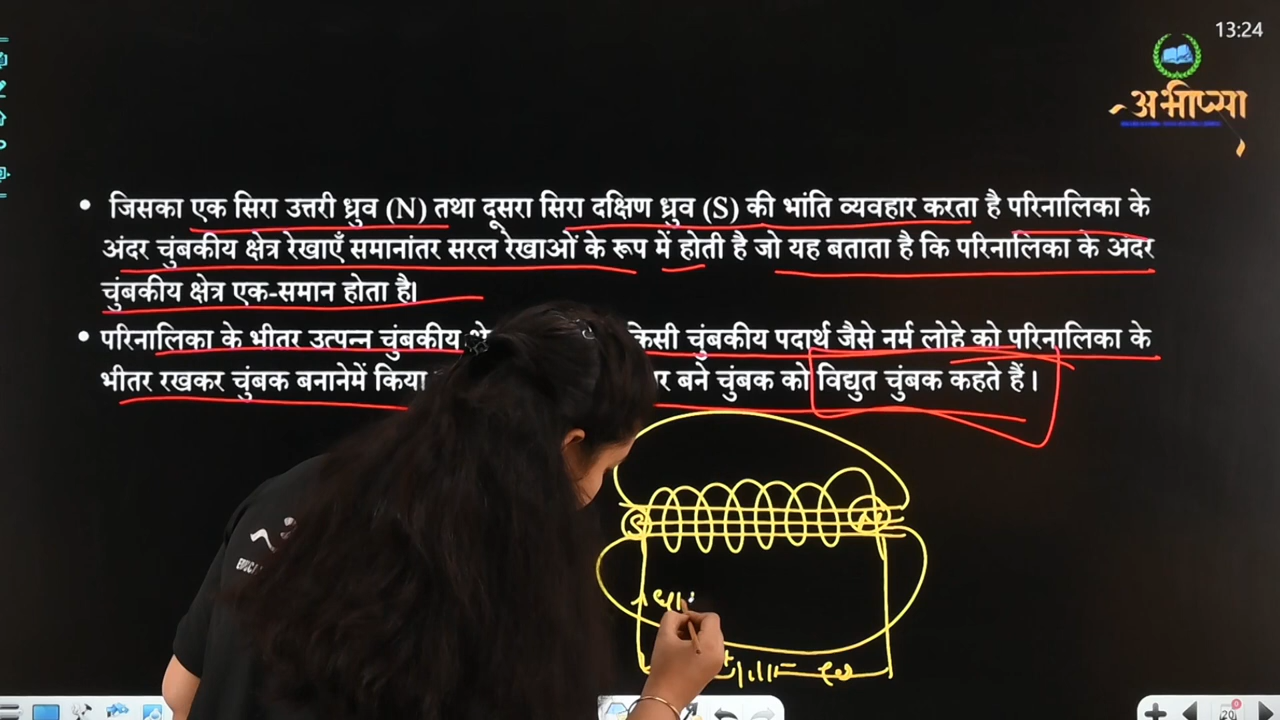 13:24
अभीप्सा
• जिसका एक सिरा उत्तरी ध्रुव (N) तथा दूसरा सिरा दक्षिण ध्रुव (S) की भांति व्यवहार करता है परिनालिका के
अंदर चुंबकीय क्षेत्र रेखाएँ समानांतर सरल रेखाओं के रूप में होती है जो यह बताता है कि परिनालिका के अंदर
चुंबकीय क्षेत्र एक-समान होता है।
• परिनालिका के भीतर उत्पन्न चुंबकीय किसी चुंबकीय पदार्थ जैसे नर्म लोहे को परिनालिका के
भीतर रखकर चुंबक बनानेमें किया बने चुंबक को विद्युत चुंबक कहते हैं।
S N
+ −
20